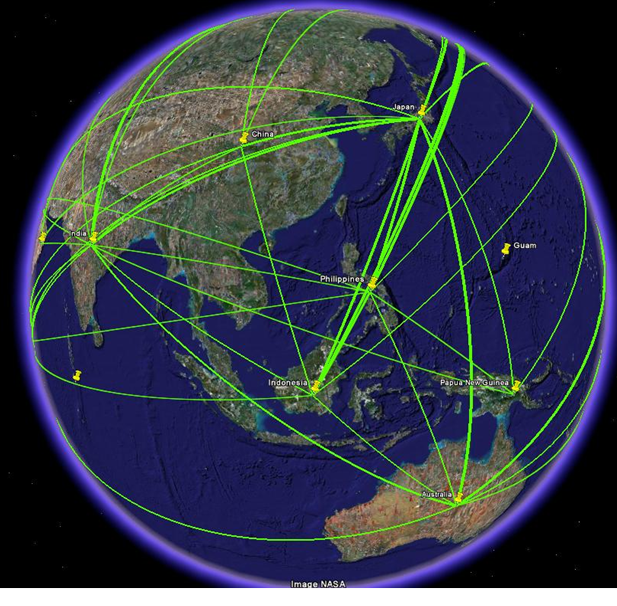 Japan
China
India
Guam
Philippines
Indonesia
Papua New Guinea
Australia
Image NASA